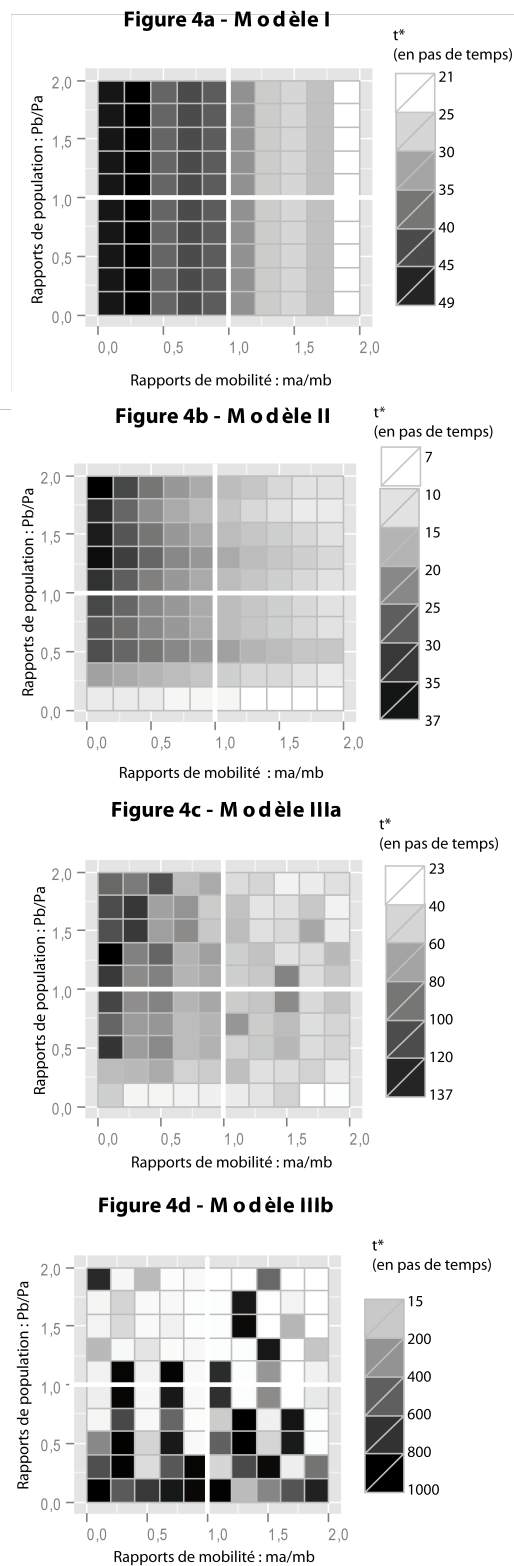 Figure 4a - Modèle I
t*
(en pas de temps)
21
25
30
35
40
45
49
Rapports de population : Pb/Pa
2,0
1,5
1,0
0,5
0,0
0,0 0,5 1,0 1,5 2,0
Rapports de mobilité : ma/mb
Figure 4b - Modèle II
t*
(en pas de temps)
7
10
15
20
25
30
35
37
Rapports de population : Pb/Pa
2,0
1,5
1,0
0,5
0,0
0,0 0,5 1,0 1,5 2,0
Rapports de mobilité : ma/mb
Figure 4c - Modèle IIIa
t*
(en pas de temps)
23
40
60
80
100
120
137
Rapports de population : Pb/Pa
2,0
1,5
1,0
0,5
0,0
0,0 0,5 1,0 1,5 2,0
Rapports de mobilité : ma/mb
Figure 4d - Modèle IIIb
t*
(en pas de temps)
15
200
400
600
800
1000
Rapports de population : Pb/Pa
2,0
1,5
1,0
0,5
0,0
0,0 0,5 1,0 1,5 2,0
Rapports de mobilité : ma/mb